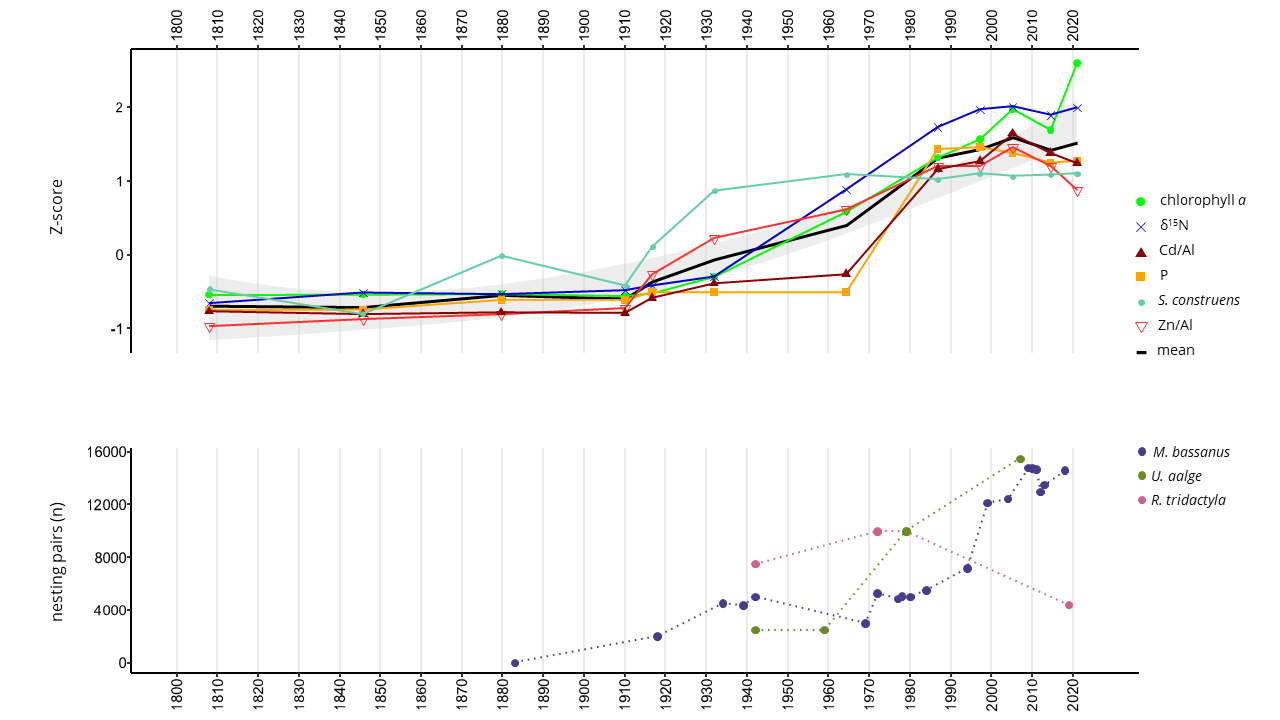 1800 1810 1820 1830 1840 1850 1860 1870 1880 1890 1900 1910 1920 1930 1940 1950 1960 1970 1980 1990 2000 2010 2020
Z-score
2
1
0
-1
chlorophyll a
δ¹⁵N
Cd/Al
P
S. construens
Zn/Al
mean
nesting pairs (n)
16000
12000
8000
4000
0
M. bassanus
U. aalge
R. tridactyla
1800 1810 1820 1830 1840 1850 1860 1870 1880 1890 1900 1910 1920 1930 1940 1950 1960 1970 1980 1990 2000 2010 2020